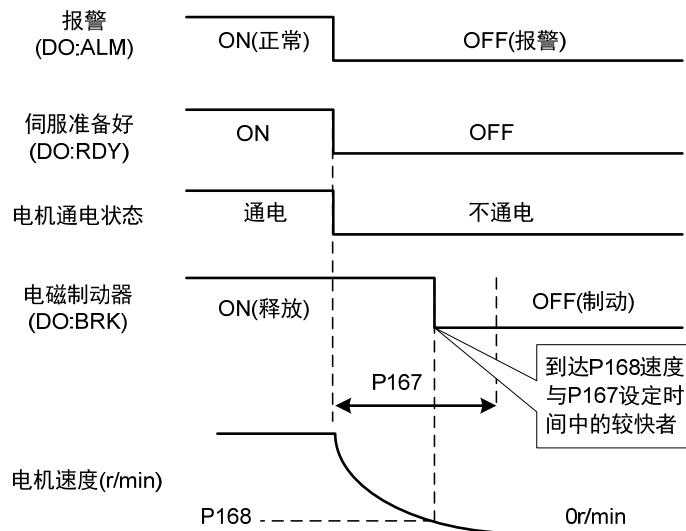 报警
(DO:ALM)
ON(正常)
OFF(报警)
伺服准备好
(DO:RDY)
ON
OFF
电机通电状态
通电
不通电
电磁制动器
(DO:BRK)
ON(释放)
OFF(制动)
P167
到达P168速度
与P167设定时
间中的较快者
电机速度(r/min)
P168
0r/min